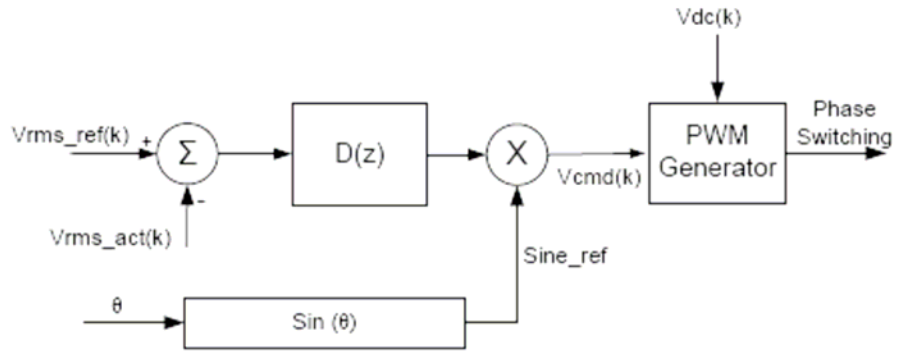 Vdc(k)
Vrms_ref(k)
+
Σ
D(z)
X
PWM
Generator
Phase
Switching
Vcmd(k)
-
Vrms_act(k)
Sine_ref
θ
Sin (θ)